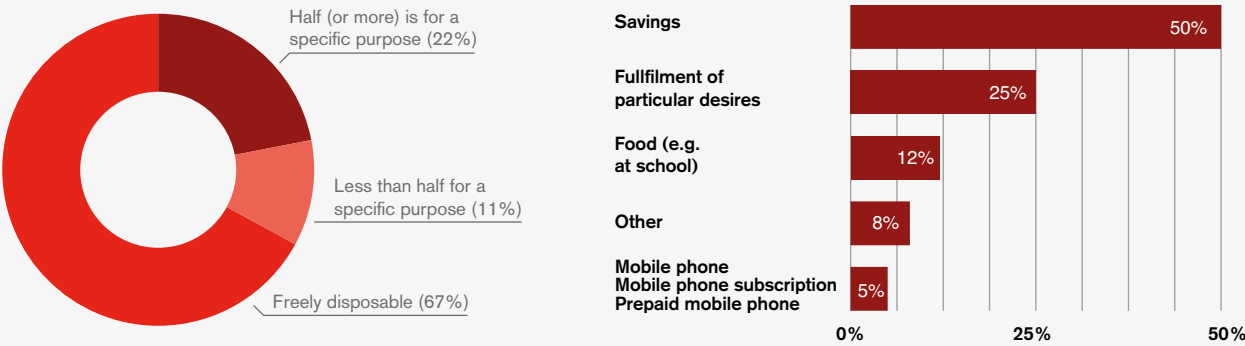 Half (or more) is for a
specific purpose (22%)
Less than half for a
specific purpose (11%)
Freely disposable (67%)
Savings
50%
Fullfilment of
particular desires
25%
Food (e.g.
at school)
12%
Other
8%
Mobile phone
Mobile phone subscription
Prepaid mobile phone
5%
0%
25%
50%